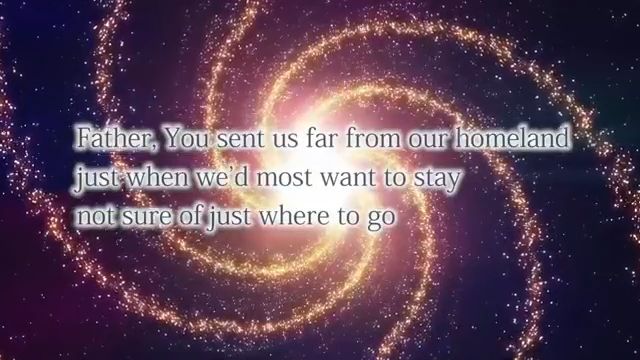 Father, You sent us far from our homeland
just when we'd most want to stay
not sure of just where to go